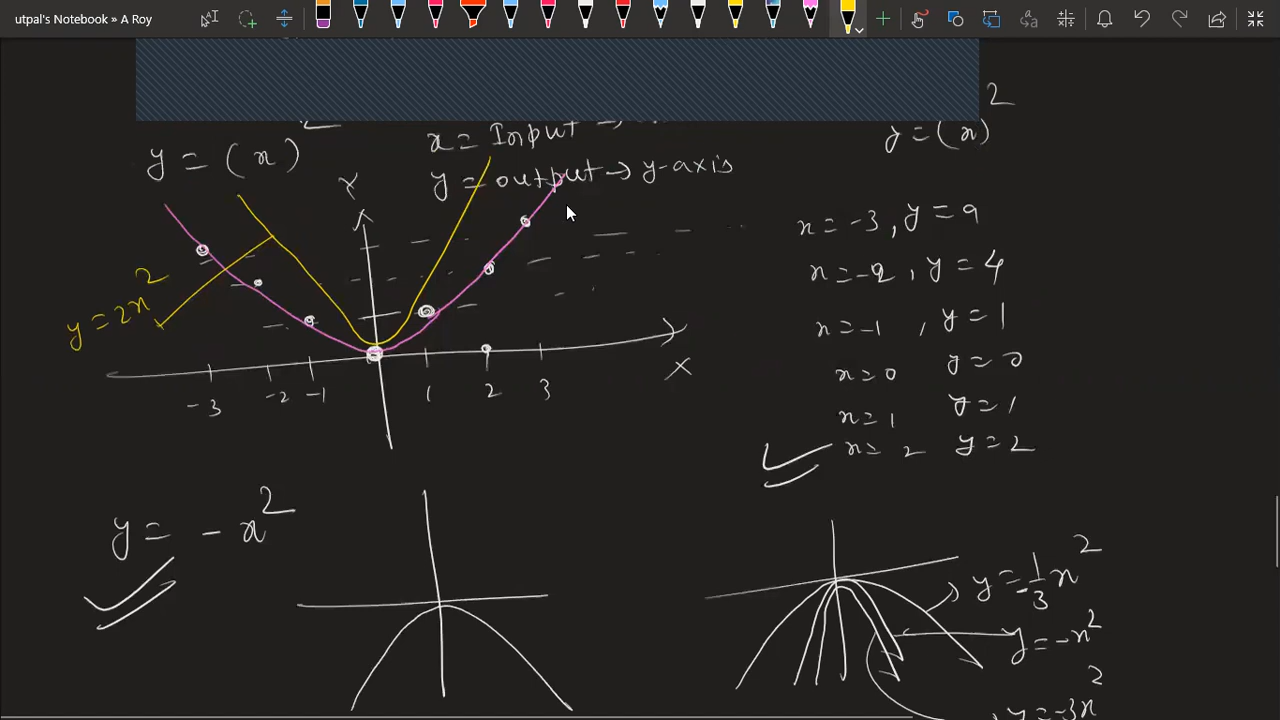 utpal's Notebook » A Roy
y = (x)²
x = Input →
y = output → y-axis
y = (x)²
Y
y = 2x²
-3 -2 -1 1 2 3
X
x = -3, y = 9
x = -2, y = 4
x = -1, y = 1
x = 0 y = 0
x = 1 y = 1
x = 2 y = 2
y = - x²
y = -1/3 x²
y = -x²
y = -3x²